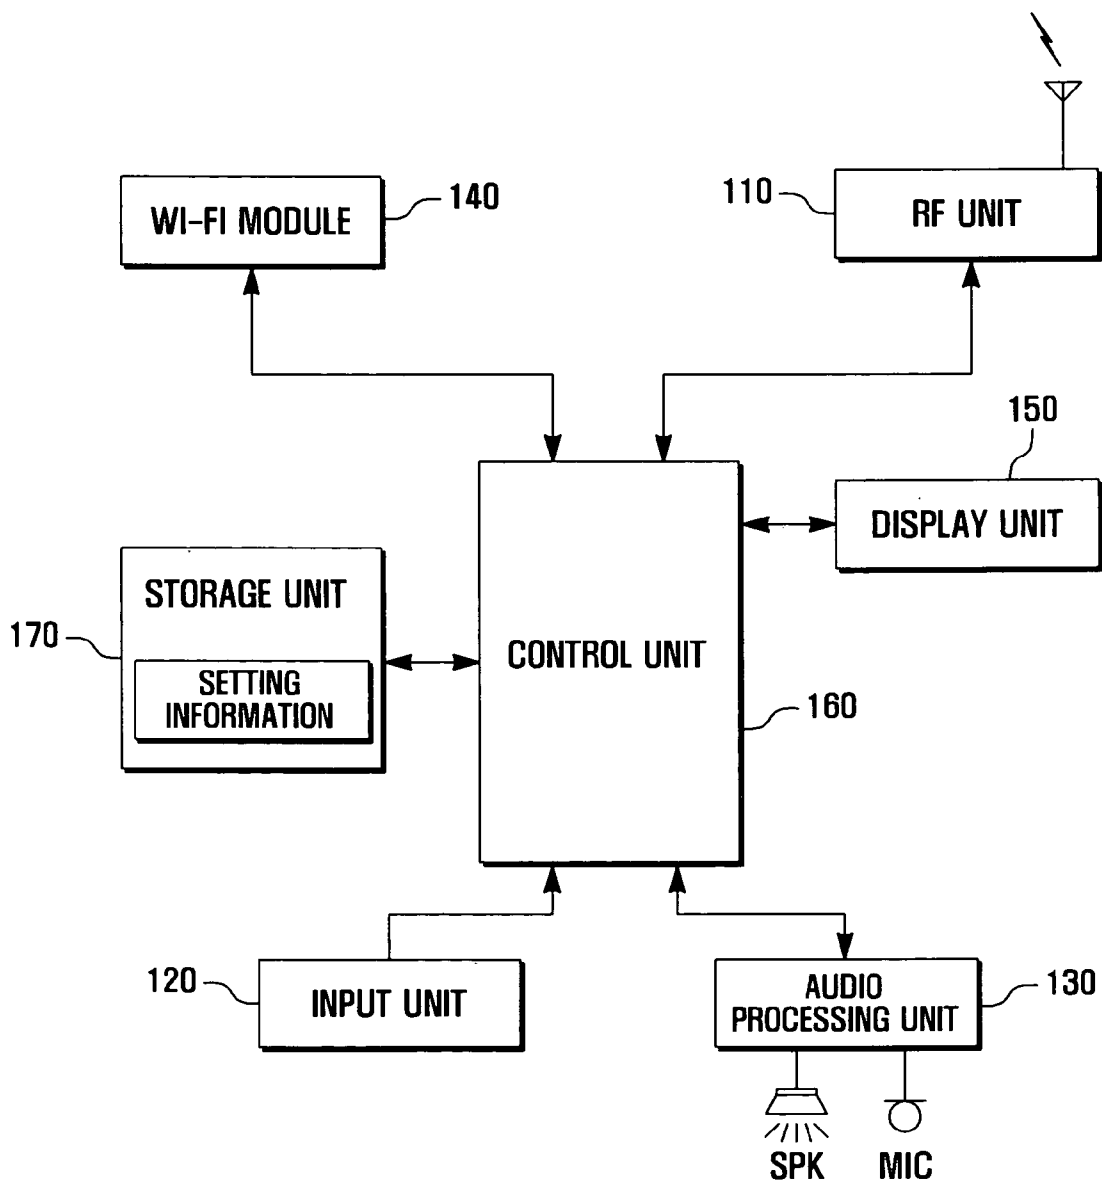 WI-FI MODULE
140
110
RF UNIT
150
DISPLAY UNIT
STORAGE UNIT
170
SETTING
INFORMATION
CONTROL UNIT
160
120
INPUT UNIT
AUDIO
PROCESSING UNIT
130
SPK
MIC